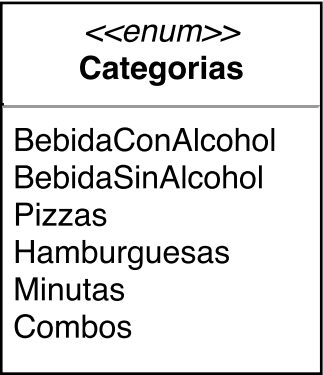 <<enum>>
Categorias
BebidaConAlcohol
BebidaSinAlcohol
Pizzas
Hamburguesas
Minutas
Combos